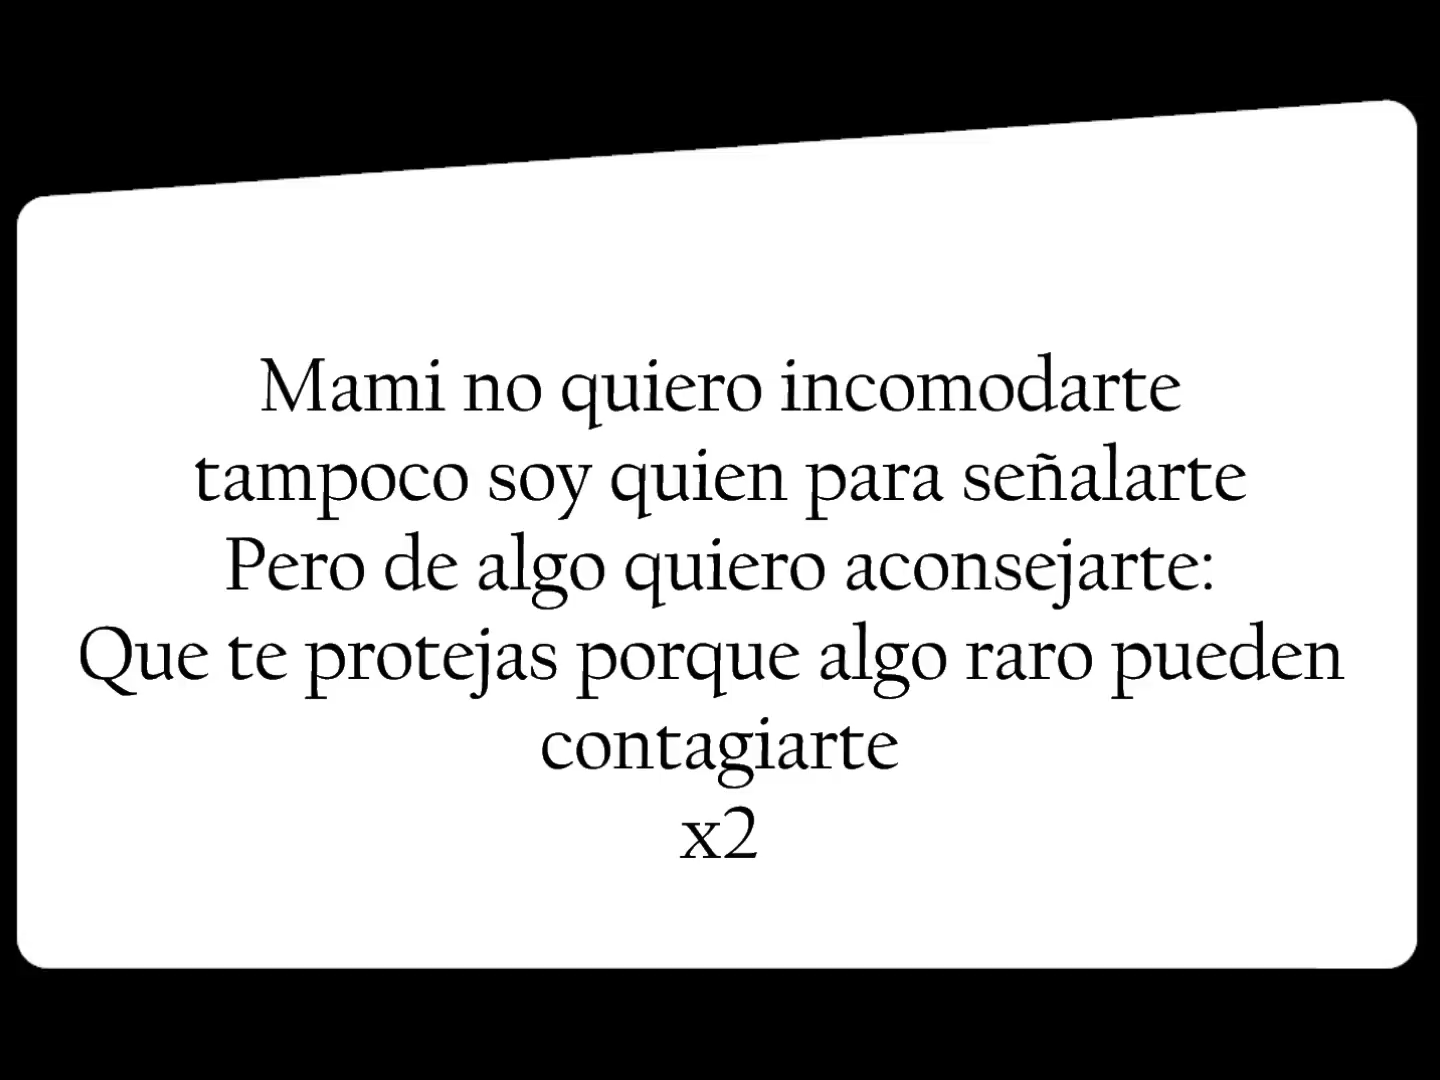 Mami no quiero incomodarte
tampoco soy quien para señalarte
Pero de algo quiero aconsejarte:
Que te protejas porque algo raro pueden
contagiarte
x2